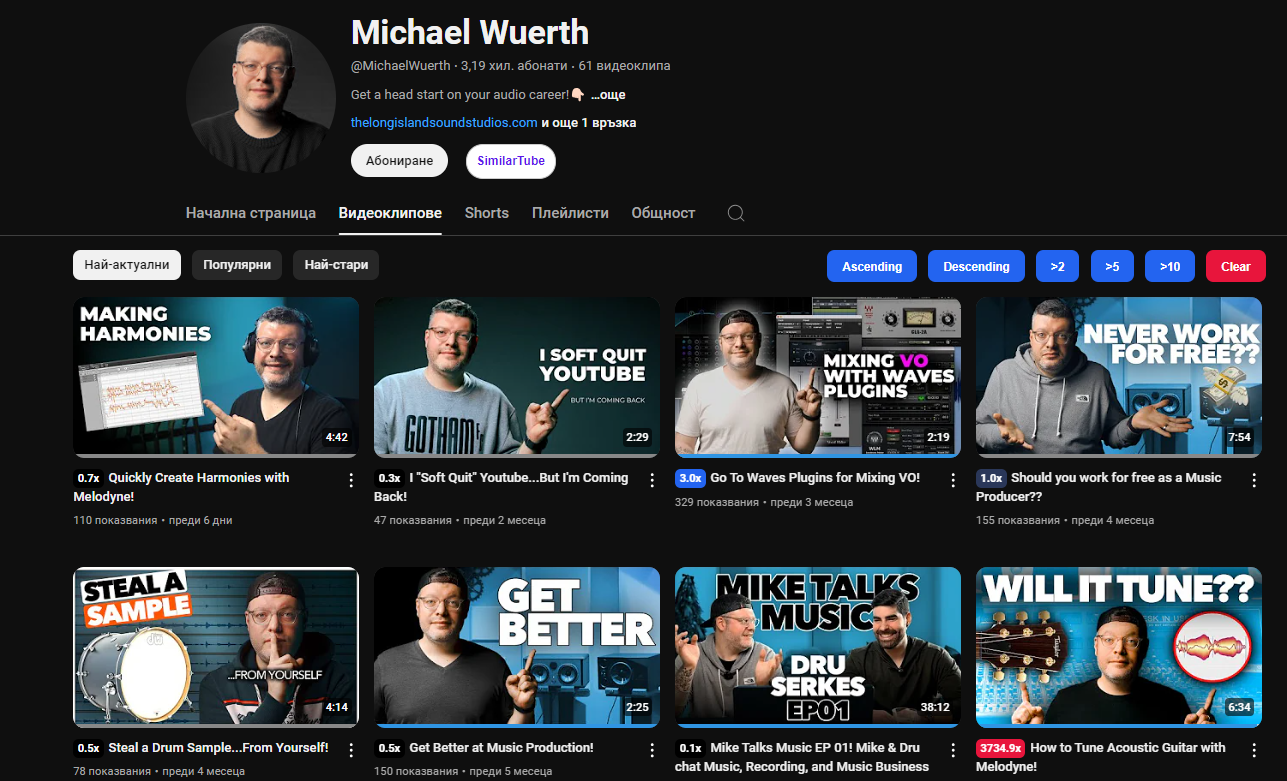 Michael Wuerth
@MichaelWuerth · 3,19 хил. абонати · 61 видеоклипа
Get a head start on your audio career!👇🏻 ...още
thelongislandsoundstudios.com и още 1 връзка
Абониране SimilarTube
Начална страница Видеоклипове Shorts Плейлисти Общност
Най-актуални Популярни Най-стари Ascending Descending >2 >5 >10 Clear
MAKING
HARMONIES
4:42
I SOFT QUIT
YOUTUBE
BUT I'M COMING BACK
GOTHAM
2:29
MIXING VO
WITH WAVES
PLUGINS
2:19
NEVER WORK
FOR FREE??
7:54
0.7x Quickly Create Harmonies with
Melodyne!
110 показвания • преди 6 дни
0.3x I "Soft Quit" Youtube...But I'm Coming
Back!
47 показвания • преди 2 месеца
3.0x Go To Waves Plugins for Mixing VO!
329 показвания • преди 3 месеца
1.0x Should you work for free as a Music
Producer??
155 показвания • преди 4 месеца
STEAL A
SAMPLE
...FROM YOURSELF
4:14
GET
BETTER
2:25
MIKE TALKS
MUSIC
DRU
SERKES
EP01
38:12
WILL IT TUNE??
6:34
0.5x Steal a Drum Sample...From Yourself!
78 показвания • преди 4 месеца
0.5x Get Better at Music Production!
150 показвания • преди 5 месеца
0.1x Mike Talks Music EP 01! Mike & Dru
chat Music, Recording, and Music Business
3734.9x How to Tune Acoustic Guitar with
Melodyne!